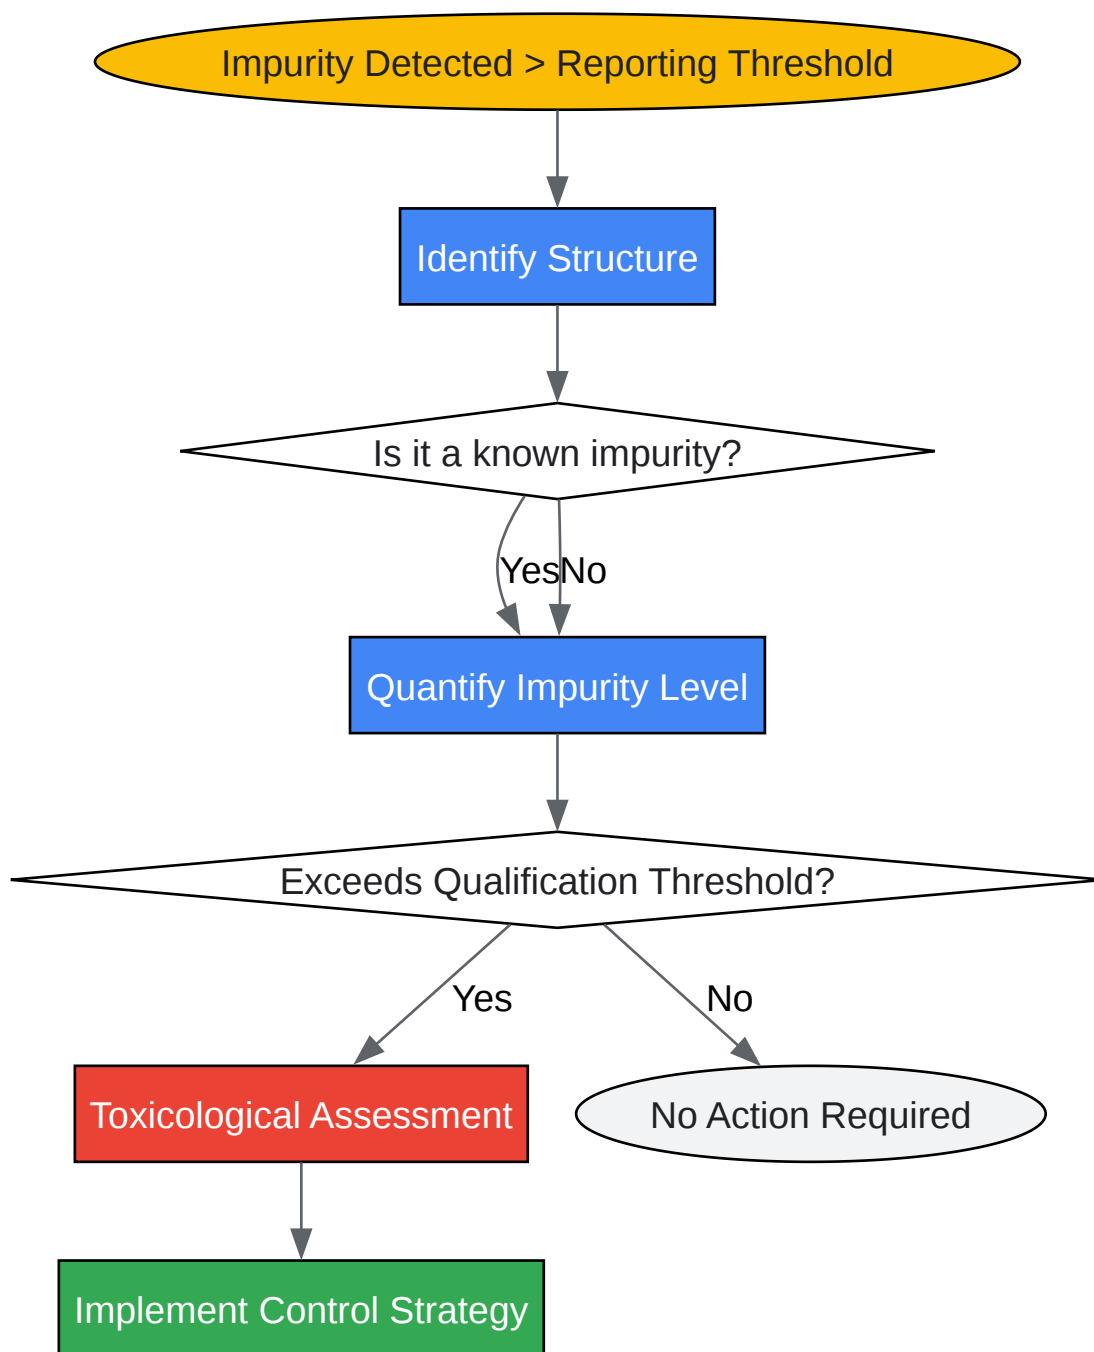 Impurity Detected > Reporting Threshold
Identify Structure
Is it a known impurity?
Yes
No
Quantify Impurity Level
Exceeds Qualification Threshold?
Yes
No
Toxicological Assessment
No Action Required
Implement Control Strategy